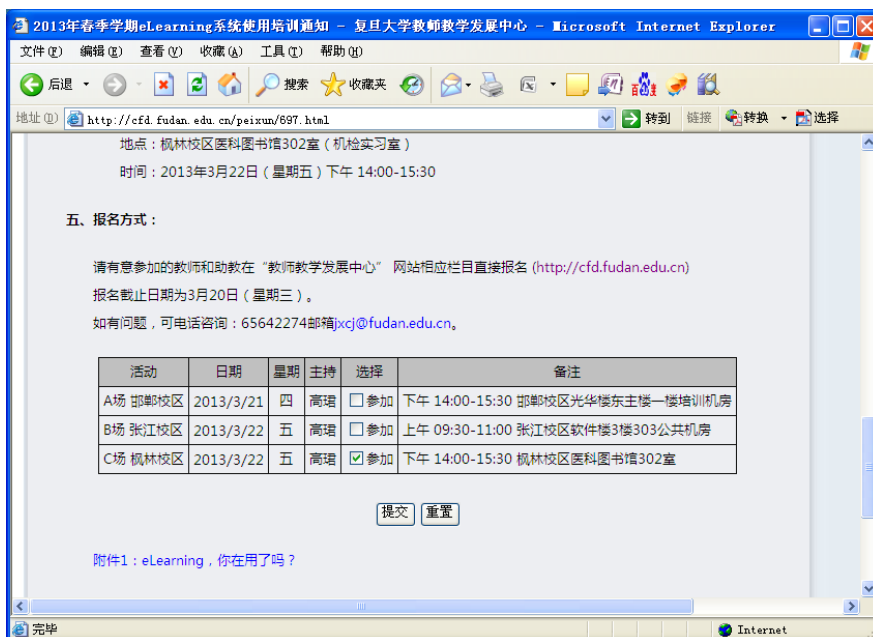 2013年春季学期eLearning系统使用培训通知 - 复旦大学教师教学发展中心 - Microsoft Internet Explorer
文件(F) 编辑(E) 查看(V) 收藏(A) 工具(T) 帮助(H)
后退 搜索 收藏夹
地址(D) http://cfd.fudan.edu.cn/peixun/697.html 转到 链接 转换 选择
地点：枫林校区医科图书馆302室（机检实习室）
时间：2013年3月22日（星期五）下午 14:00-15:30
五、报名方式：
请有意参加的教师和助教在“教师教学发展中心” 网站相应栏目直接报名 (http://cfd.fudan.edu.cn)
报名截止日期为3月20日（星期三）。
如有问题，可电话咨询：65642274邮箱jxcj@fudan.edu.cn。
活动 日期 星期 主持 选择 备注
A场 邯郸校区 2013/3/21 四 高珺 参加 下午 14:00-15:30 邯郸校区光华楼东主楼一楼培训机房
B场 张江校区 2013/3/22 五 高珺 参加 上午 09:30-11:00 张江校区软件楼3楼303公共机房
C场 枫林校区 2013/3/22 五 高珺 参加 下午 14:00-15:30 枫林校区医科图书馆302室
提交 重置
附件1：eLearning，你在用了吗？
完毕 Internet